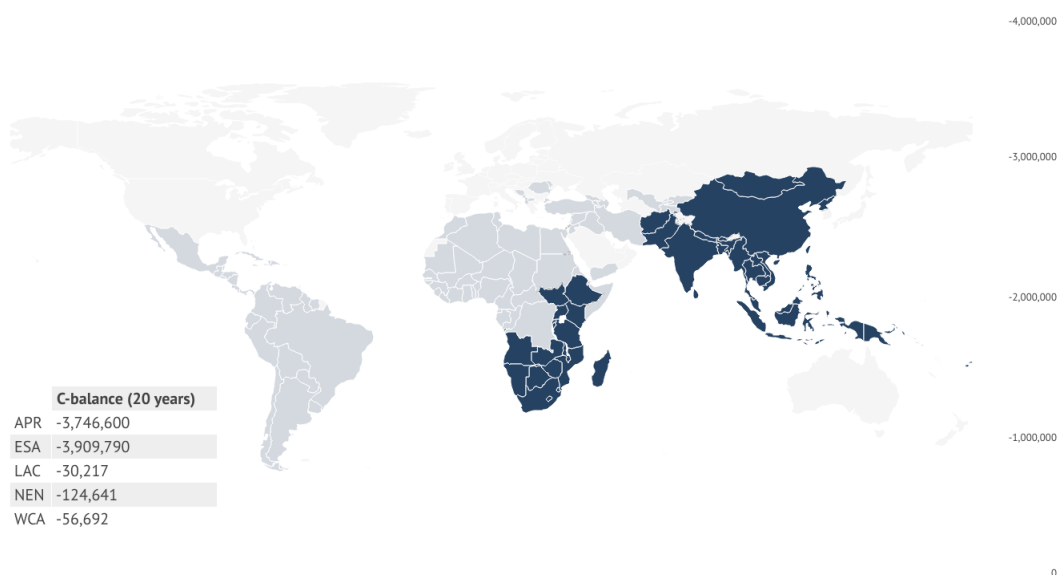 -4,000,000
-3,000,000
-2,000,000
-1,000,000
0
C-balance (20 years)
APR -3,746,600
ESA -3,909,790
LAC -30,217
NEN -124,641
WCA -56,692